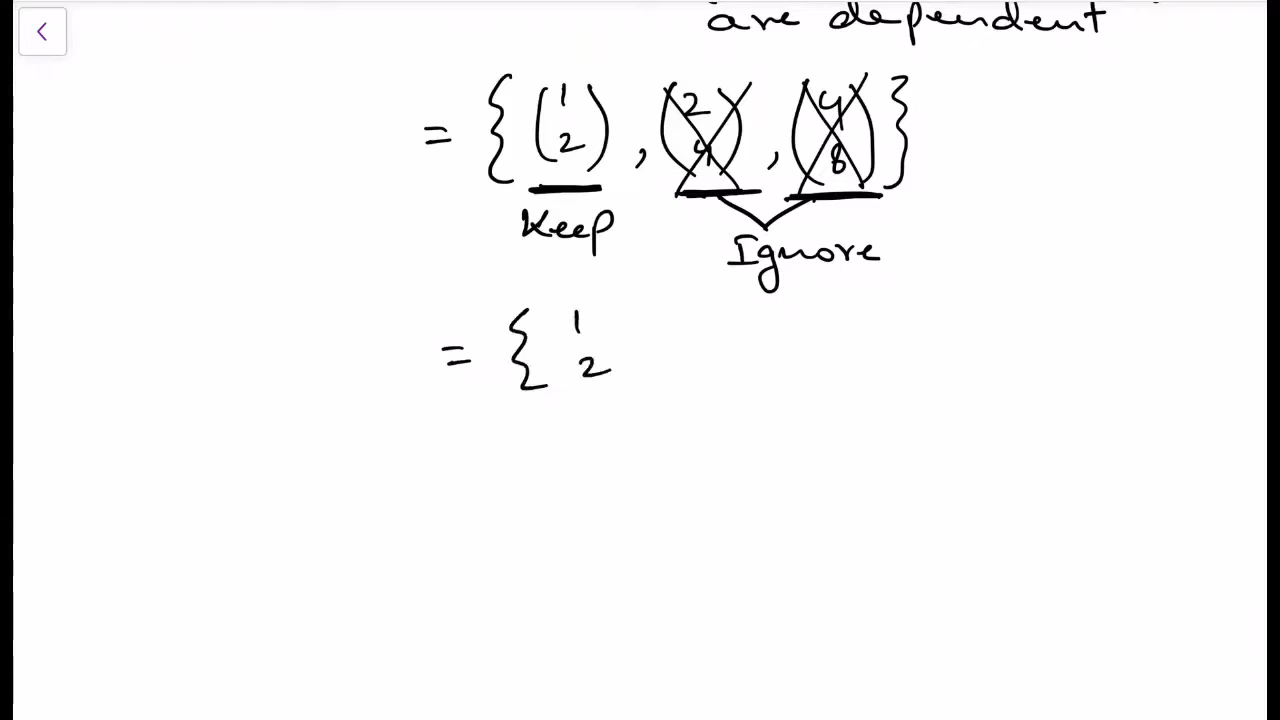 are dependent
= { ( 1 2 ) , ( 2 4 ) , ( 4 8 ) }
Keep
Ignore
= { 1 2